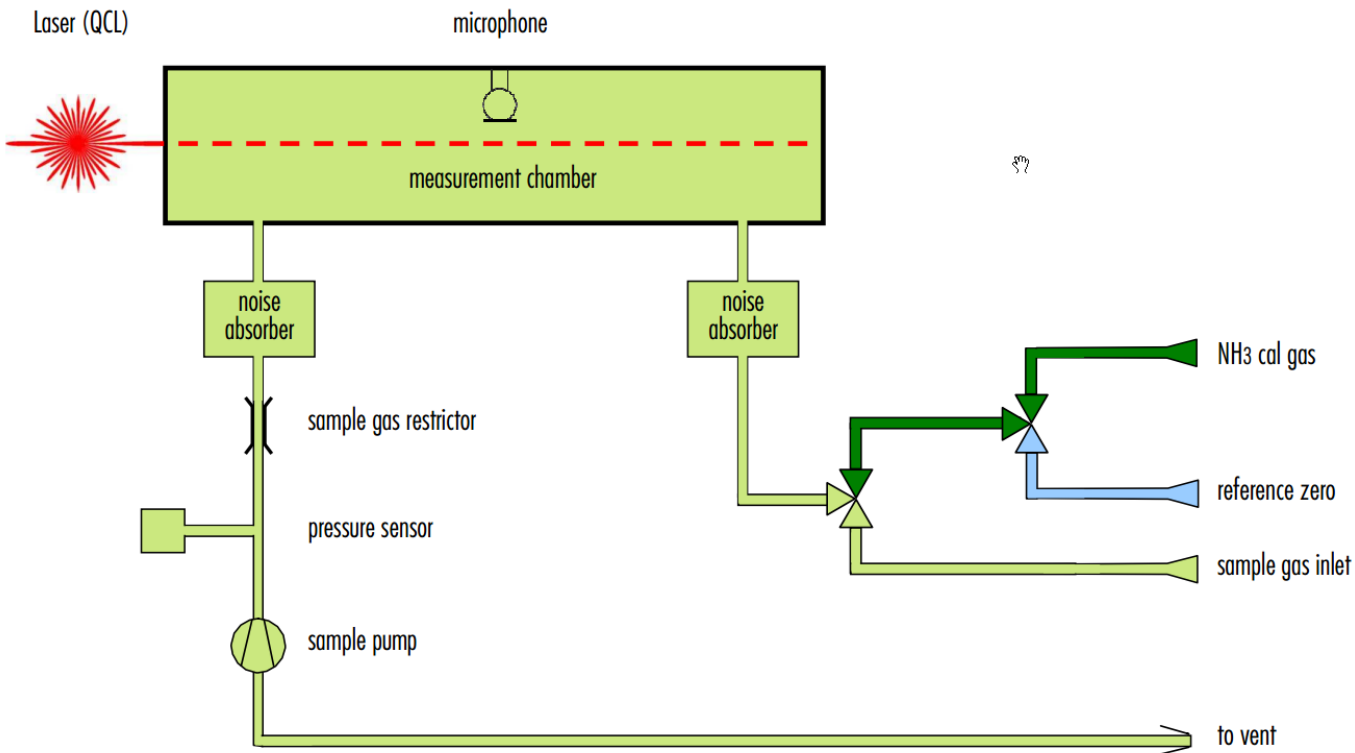 Laser (QCL)
microphone
measurement chamber
noise
absorber
noise
absorber
NH3 cal gas
sample gas restrictor
reference zero
pressure sensor
sample gas inlet
sample pump
to vent